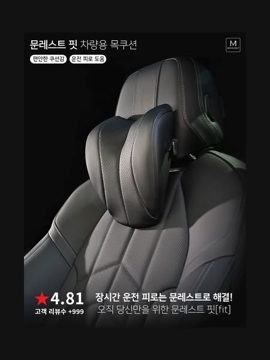 문레스트 핏 차량용 목쿠션
편안한 쿠션감 운전 피로 도움
M
★4.81
고객 리뷰수 +999
장시간 운전 피로는 문레스트로 해결!
오직 당신만을 위한 문레스트 핏[fit]